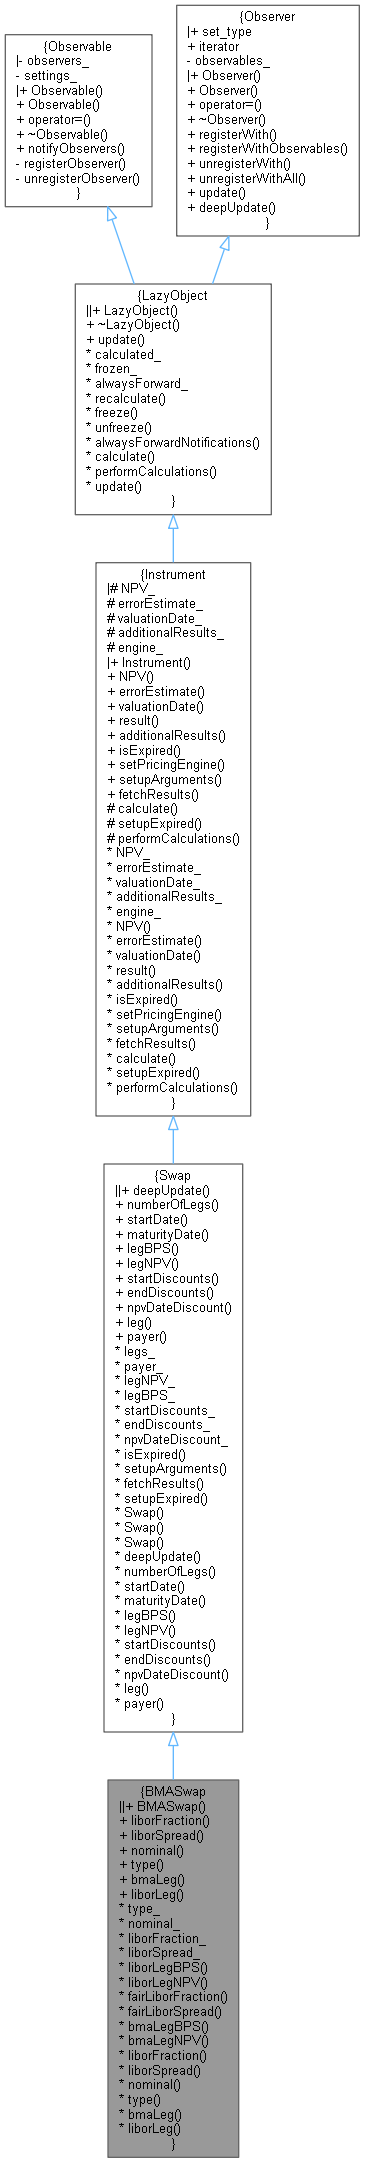 {Observable
|- observers_
- settings_
|+ Observable()
+ Observable()
+ operator=()
+ ~Observable()
+ notifyObservers()
- registerObserver()
- unregisterObserver()
}
{Observer
|+ set_type
+ iterator
- observables_
|+ Observer()
+ Observer()
+ operator=()
+ ~Observer()
+ registerWith()
+ registerWithObservables()
+ unregisterWith()
+ unregisterWithAll()
+ update()
+ deepUpdate()
}
{LazyObject
||+ LazyObject()
+ ~LazyObject()
+ update()
* calculated_
* frozen_
* alwaysForward_
* recalculate()
* freeze()
* unfreeze()
* alwaysForwardNotifications()
* calculate()
* performCalculations()
* update()
}
{Instrument
|# NPV_
# errorEstimate_
# valuationDate_
# additionalResults_
# engine_
|+ Instrument()
+ NPV()
+ errorEstimate()
+ valuationDate()
+ result()
+ additionalResults()
+ isExpired()
+ setPricingEngine()
+ setupArguments()
+ fetchResults()
# calculate()
# setupExpired()
# performCalculations()
* NPV_
* errorEstimate_
* valuationDate_
* additionalResults_
* engine_
* NPV()
* errorEstimate()
* valuationDate()
* result()
* additionalResults()
* isExpired()
* setPricingEngine()
* setupArguments()
* fetchResults()
* calculate()
* setupExpired()
* performCalculations()
}
{Swap
||+ deepUpdate()
+ numberOfLegs()
+ startDate()
+ maturityDate()
+ legBPS()
+ legNPV()
+ startDiscounts()
+ endDiscounts()
+ npvDateDiscount()
+ leg()
+ payer()
* legs_
* payer_
* legNPV_
* legBPS_
* startDiscounts_
* endDiscounts_
* npvDateDiscount_
* isExpired()
* setupArguments()
* fetchResults()
* setupExpired()
* Swap()
* Swap()
* Swap()
* deepUpdate()
* numberOfLegs()
* startDate()
* maturityDate()
* legBPS()
* legNPV()
* startDiscounts()
* endDiscounts()
* npvDateDiscount()
* leg()
* payer()
}
{BMASwap
||+ BMASwap()
+ liborFraction()
+ liborSpread()
+ nominal()
+ type()
+ bmaLeg()
+ liborLeg()
* type_
* nominal_
* liborFraction_
* liborSpread_
* liborLegBPS()
* liborLegNPV()
* fairLiborFraction()
* fairLiborSpread()
* bmaLegBPS()
* bmaLegNPV()
* liborFraction()
* liborSpread()
* nominal()
* type()
* bmaLeg()
* liborLeg()
}